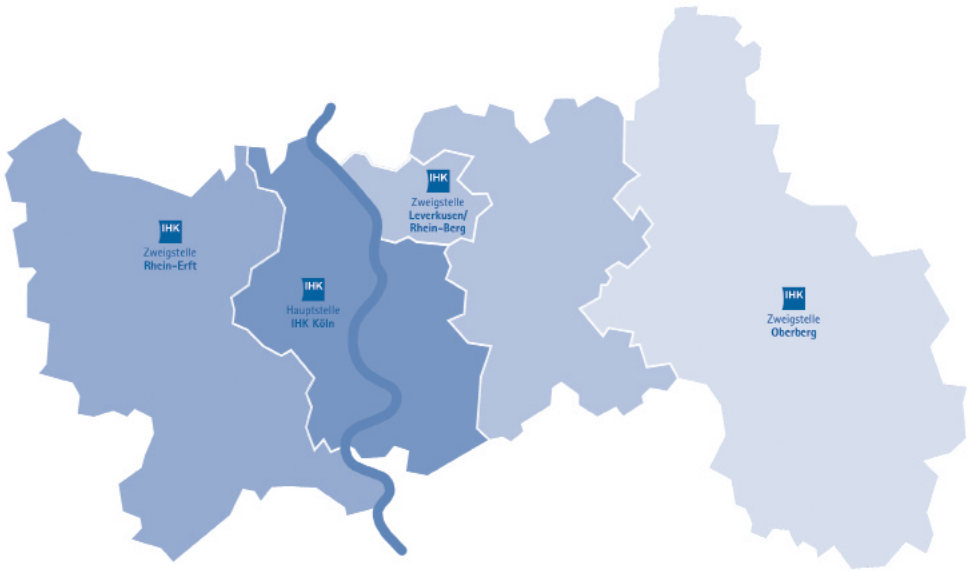 IHK
Zweigstelle
Rhein-Erft
IHK
Hauptstelle
IHK Köln
IHK
Zweigstelle
Leverkusen/
Rhein-Berg
IHK
Zweigstelle
Oberberg